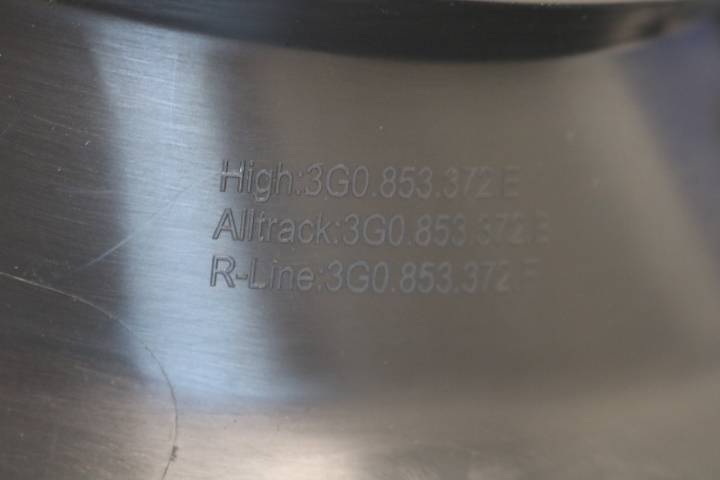 High:3G0.853.372 E
Alltrack:3G0.853.372.
R-Line:3G0.853.372.F